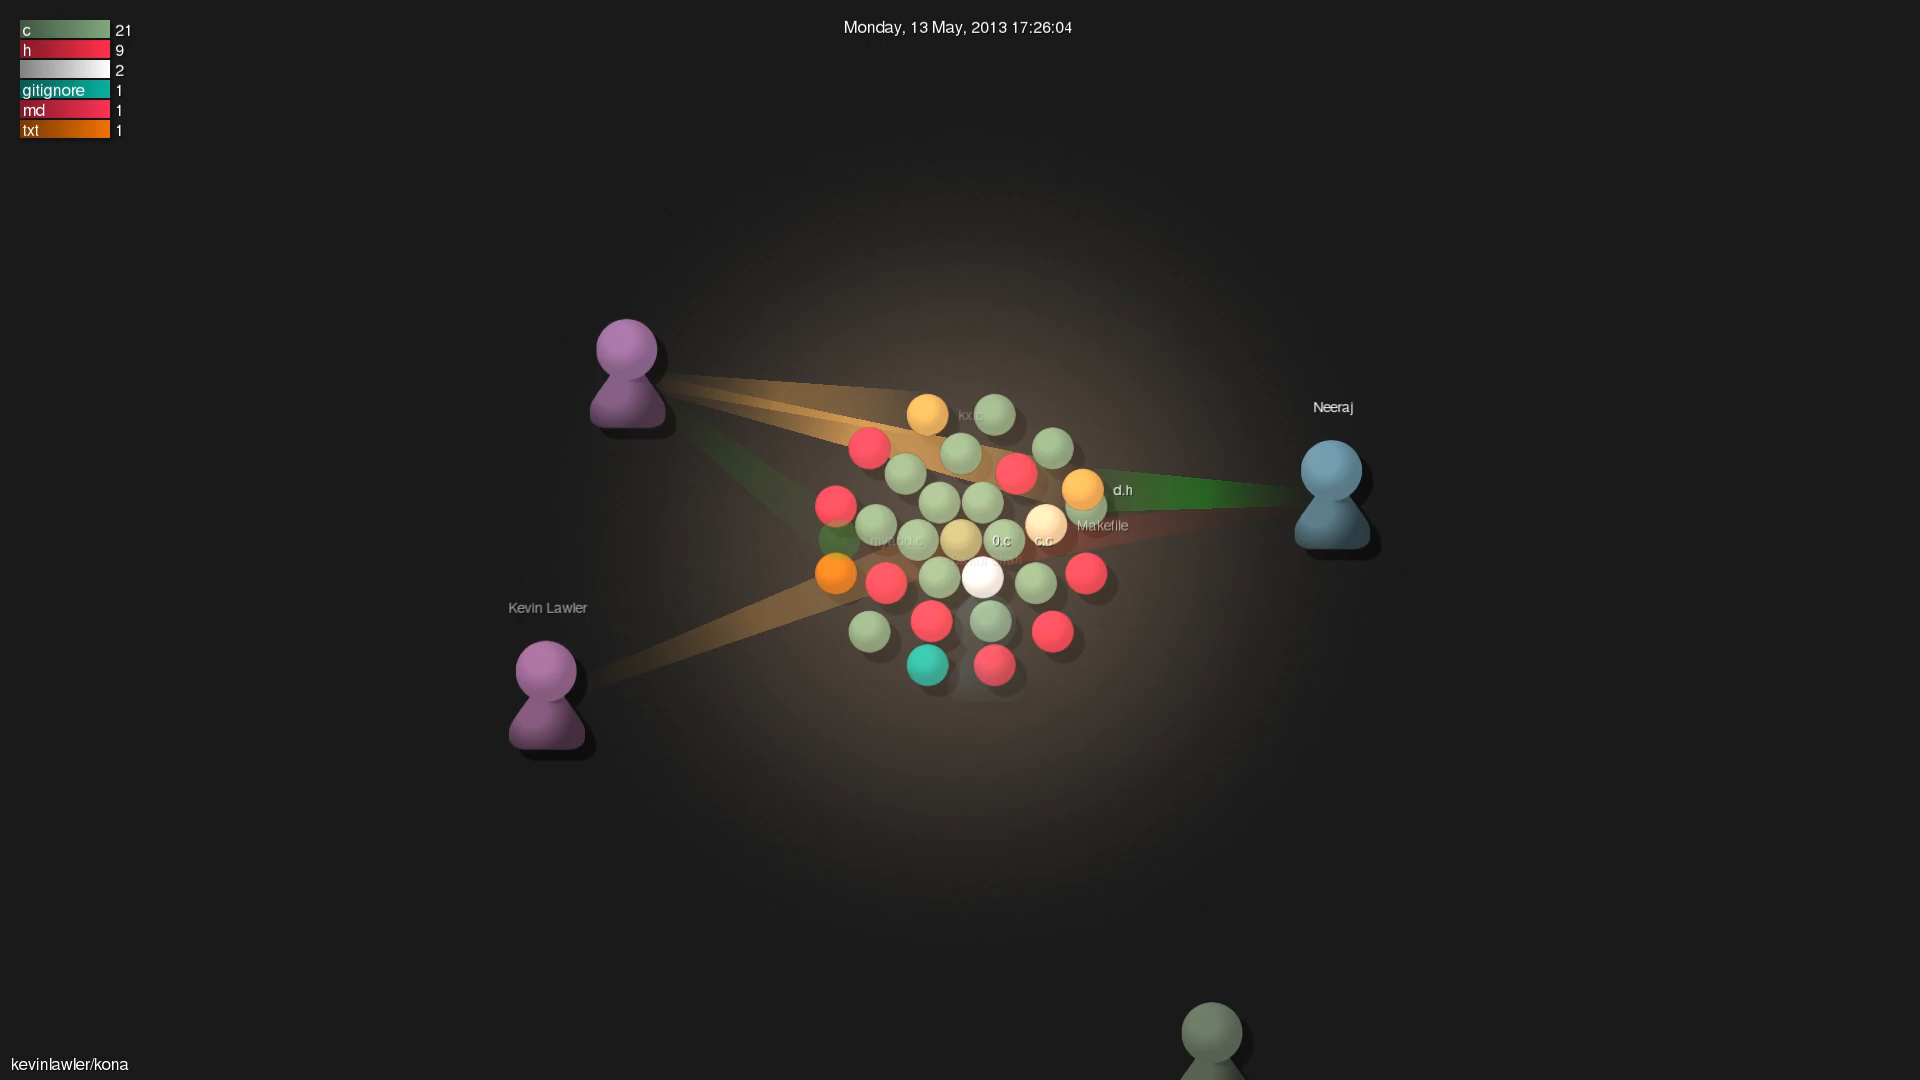 Monday, 13 May, 2013 17:26:04
c 21
h 9
2
gitignore 1
md 1
txt 1
Neeraj
kx.c
d.h
Makefile
0.c
c.c
Kevin Lawler
kevinlawler/kona